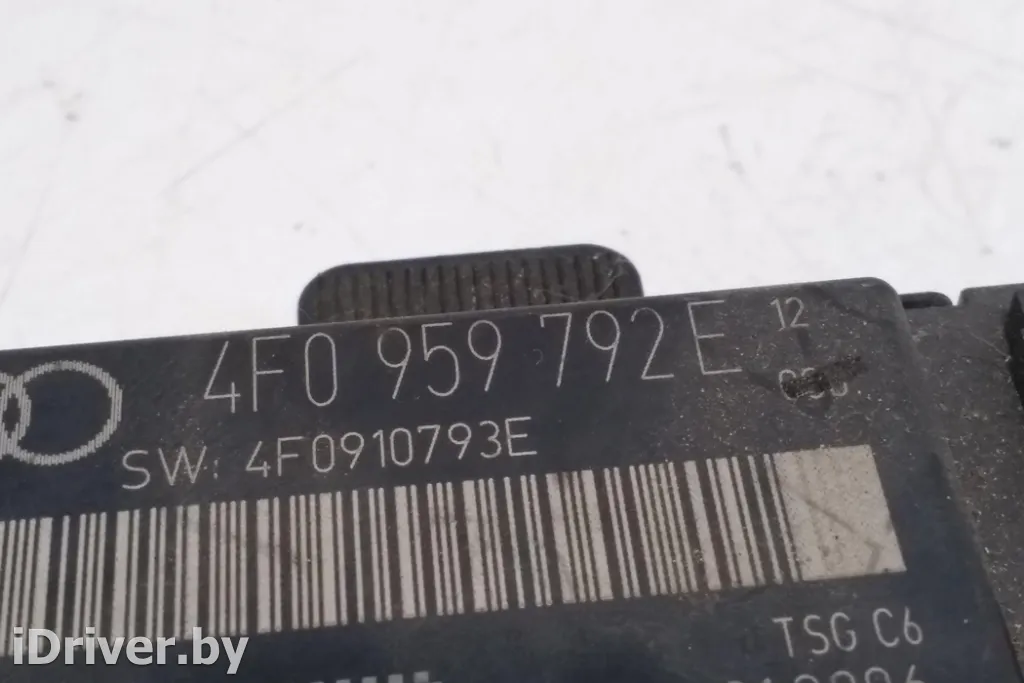 4F0 959 792 E 12
SW: 4F0910793E
TSG C6
iDriver.by